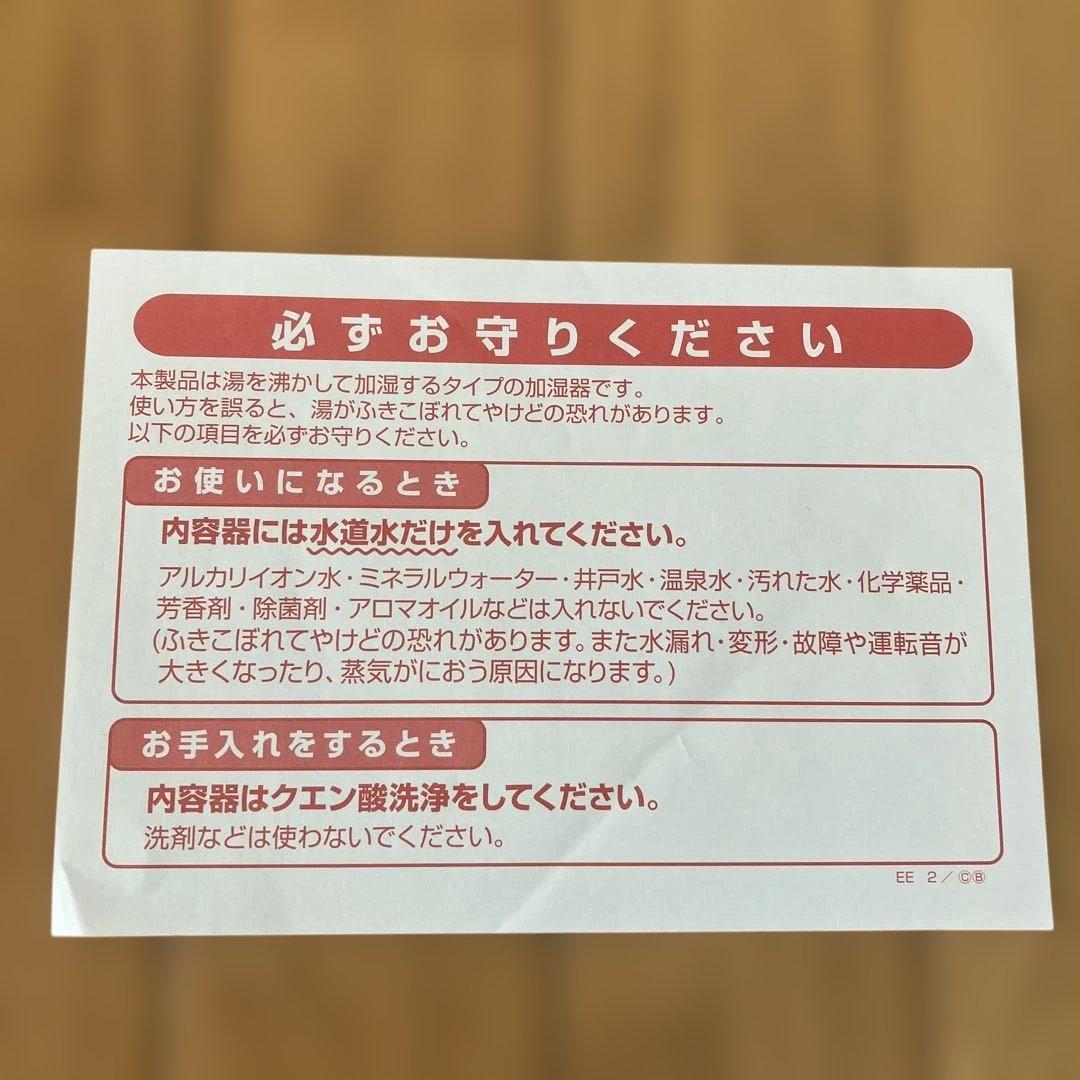 必ずお守りください
本製品は湯を沸かして加湿するタイプの加湿器です。
使い方を誤ると、湯がふきこぼれてやけどの恐れがあります。
以下の項目を必ずお守りください。
お使いになるとき
内容器には水道水だけを入れてください。
アルカリイオン水・ミネラルウォーター・井戸水・温泉水・汚れた水・化学薬品・
芳香剤・除菌剤・アロマオイルなどは入れないでください。
(ふきこぼれてやけどの恐れがあります。また水漏れ・変形・故障や運転音が
大きくなったり、蒸気がにおう原因になります。)
お手入れをするとき
内容器はクエン酸洗浄をしてください。
洗剤などは使わないでください。
EE 2／ⒸⒷ